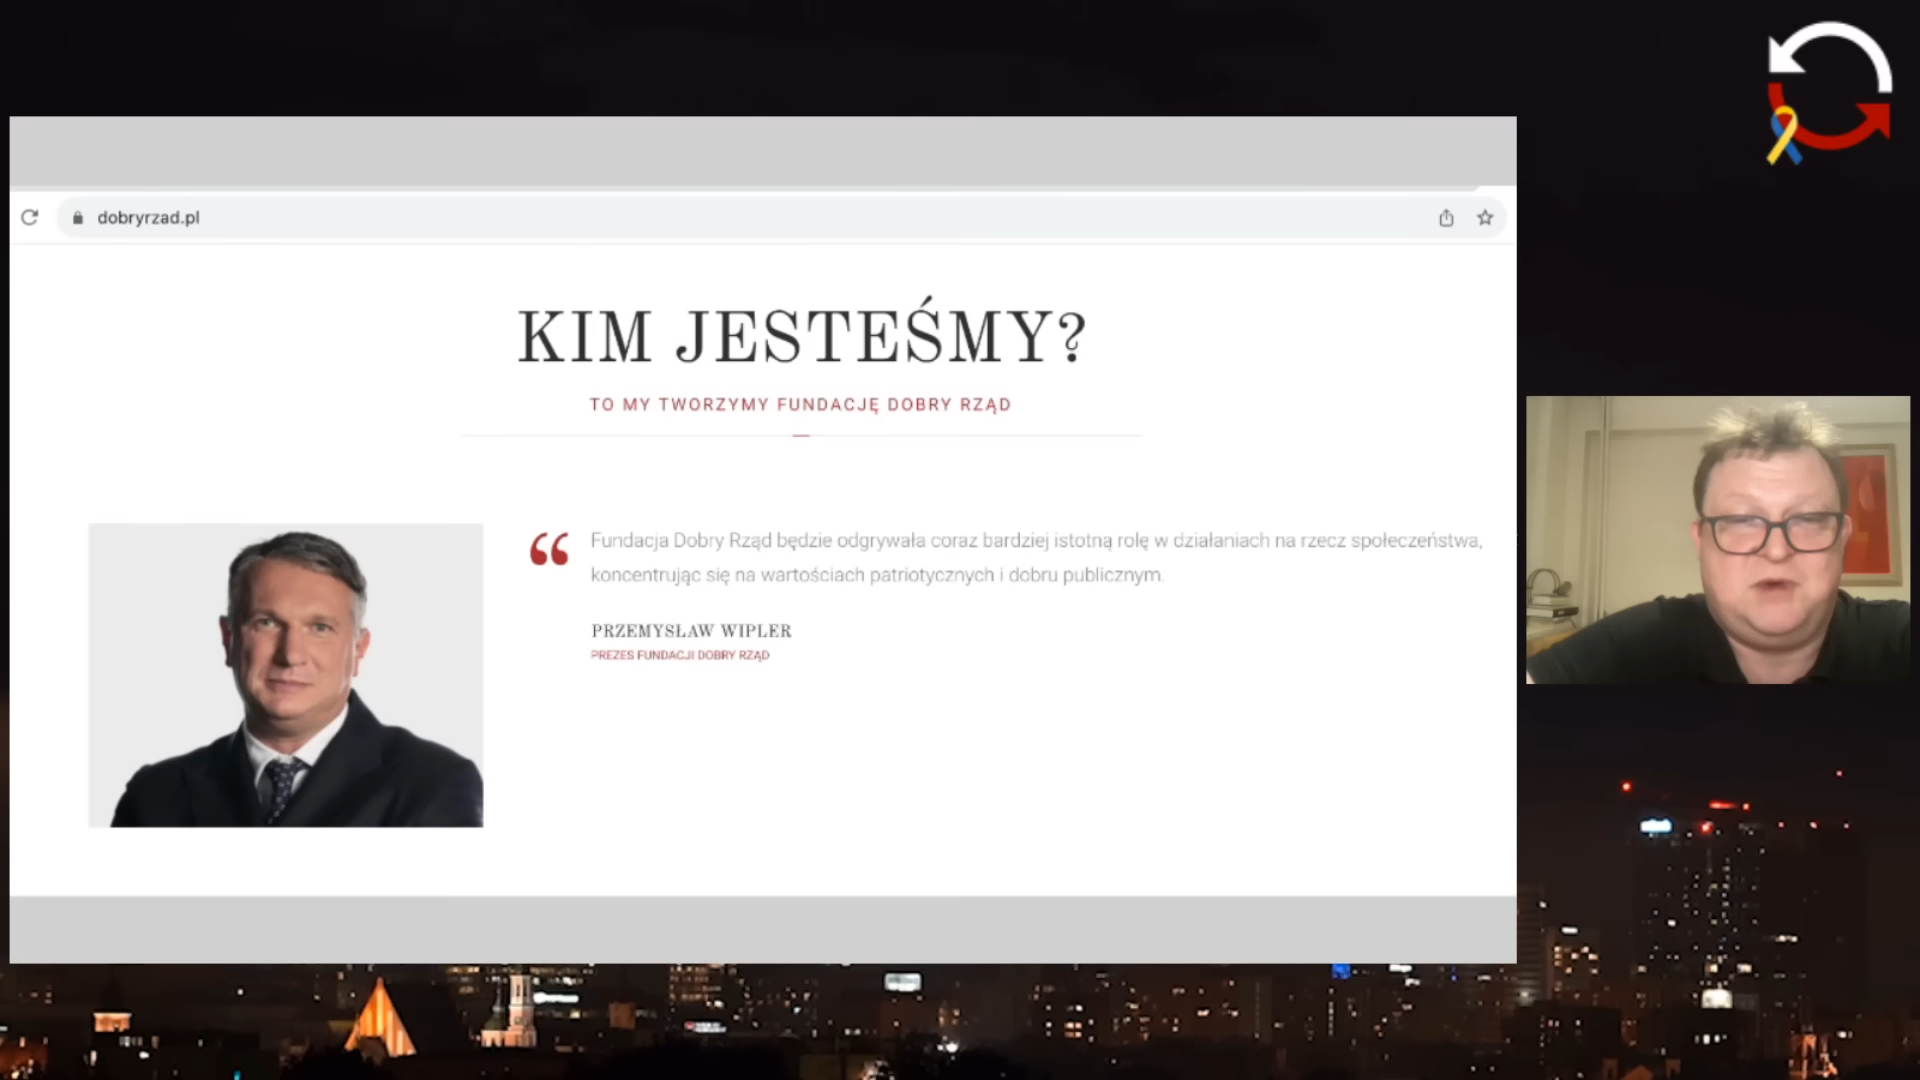 dobryrzad.pl
KIM JESTEŚMY?
TO MY TWORZYMY FUNDACJĘ DOBRY RZĄD
Fundacja Dobry Rząd będzie odgrywała coraz bardziej istotną rolę w działaniach na rzecz społeczeństwa,
koncentrując się na wartościach patriotycznych i dobru publicznym.
PRZEMYSŁAW WIPLER
PREZES FUNDACJI DOBRY RZĄD